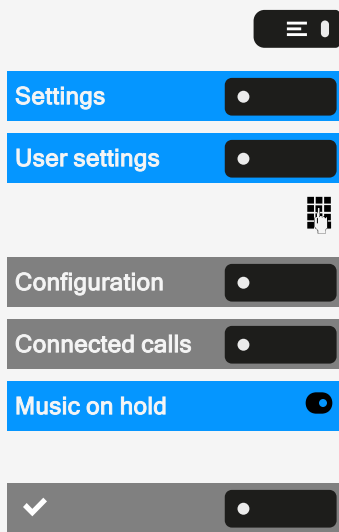 Settings
User settings
Configuration
Connected calls
Music on hold